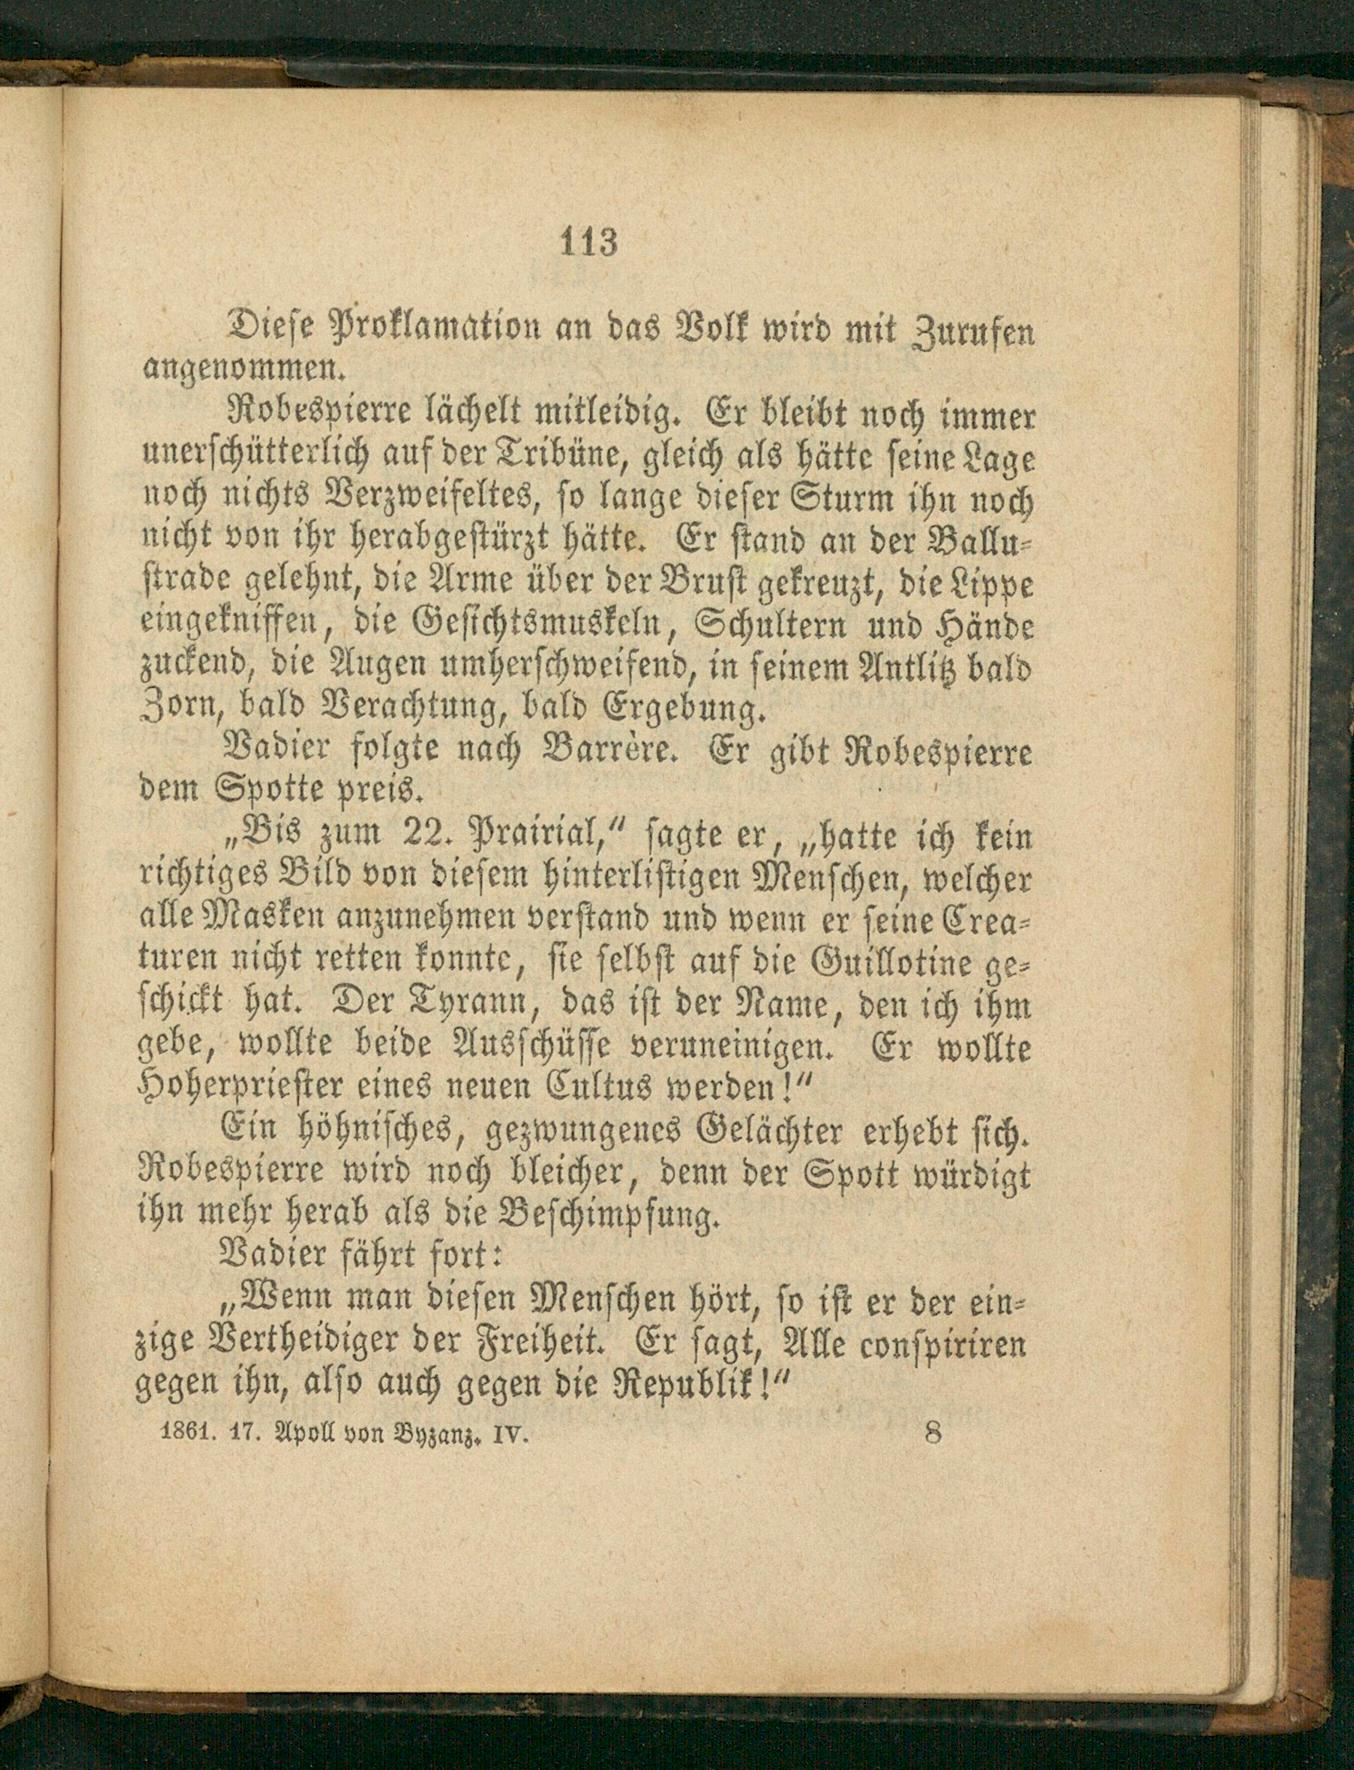 113
Diese Proklamation an das Volk wird mit Zurufen
angenommen.
Robespierre lächelt mitleidig. Er bleibt noch immer
unerschütterlich auf der Tribüne, gleich als hätte seine Lage
noch nichts Verzweifeltes, so lange dieser Sturm ihn noch
nicht von ihr herabgestürzt hätte. Er stand an der Ballu-
strade gelehnt, die Arme über der Brust gekreuzt, die Lippe
eingekniffen, die Gesichtsmuskeln, Schultern und Hände
zuckend, die Augen umherschweifend, in seinem Antlitz bald
Zorn, bald Verachtung, bald Ergebung.
Vadier folgte nach Barrère. Er gibt Robespierre
dem Spotte preis.
„Bis zum 22. Prairial,“ sagte er, „hatte ich kein
richtiges Bild von diesem hinterlistigen Menschen, welcher
alle Masken anzunehmen verstand und wenn er seine Crea-
turen nicht retten konnte, sie selbst auf die Guillotine ge-
schickt hat. Der Tyrann, das ist der Name, den ich ihm
gebe, wollte beide Ausschüsse veruneinigen. Er wollte
Hoherpriester eines neuen Cultus werden!“
Ein höhnisches, gezwungenes Gelächter erhebt sich.
Robespierre wird noch bleicher, denn der Spott würdigt
ihn mehr herab als die Beschimpfung.
Vadier fährt fort:
„Wenn man diesen Menschen hört, so ist er der ein-
zige Vertheidiger der Freiheit. Er sagt, Alle conspiriren
gegen ihn, also auch gegen die Republik!“
1861. 17. Apoll von Byzanz. IV. 8